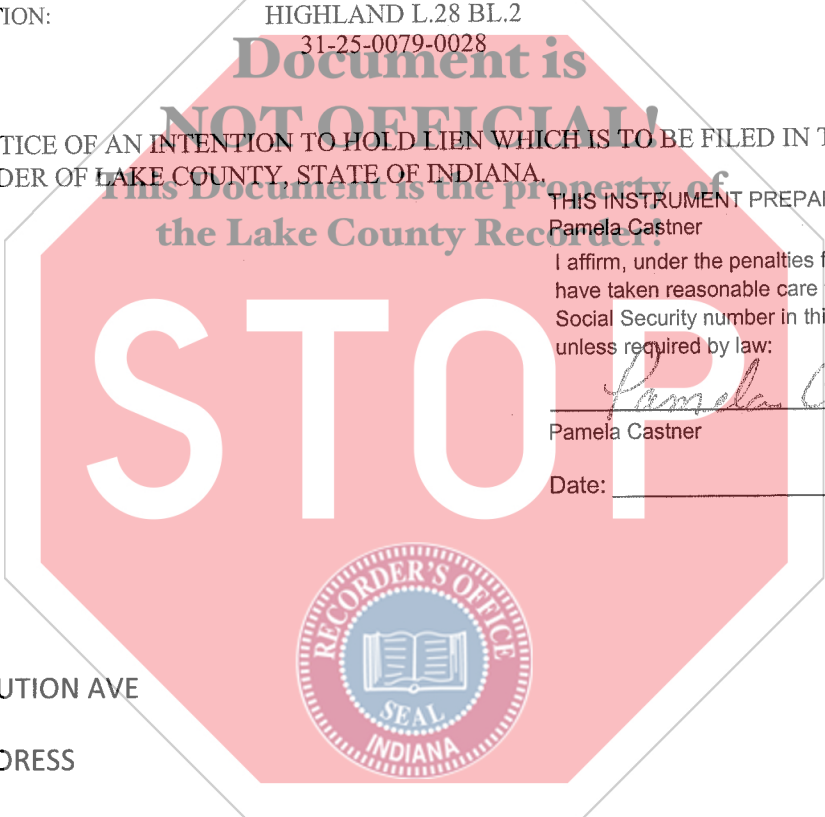 TION:
HIGHLAND L.28 BL.2
31-25-0079-0028
Document is
NOT OFFICIAL!
TICE OF AN INTENTION TO HOLD LIEN WHICH IS TO BE FILED IN T
DER OF LAKE COUNTY, STATE OF INDIANA.
This Document is the property of
the Lake County Recorder!
THIS INSTRUMENT PREPA
Pamela Castner
I affirm, under the penalties f
have taken reasonable care
Social Security number in thi
unless required by law:
Pamela C
Pamela Castner
Date:
STOP
RECORDER'S OFFICE
SEAL
INDIANA
UTION AVE
DRESS